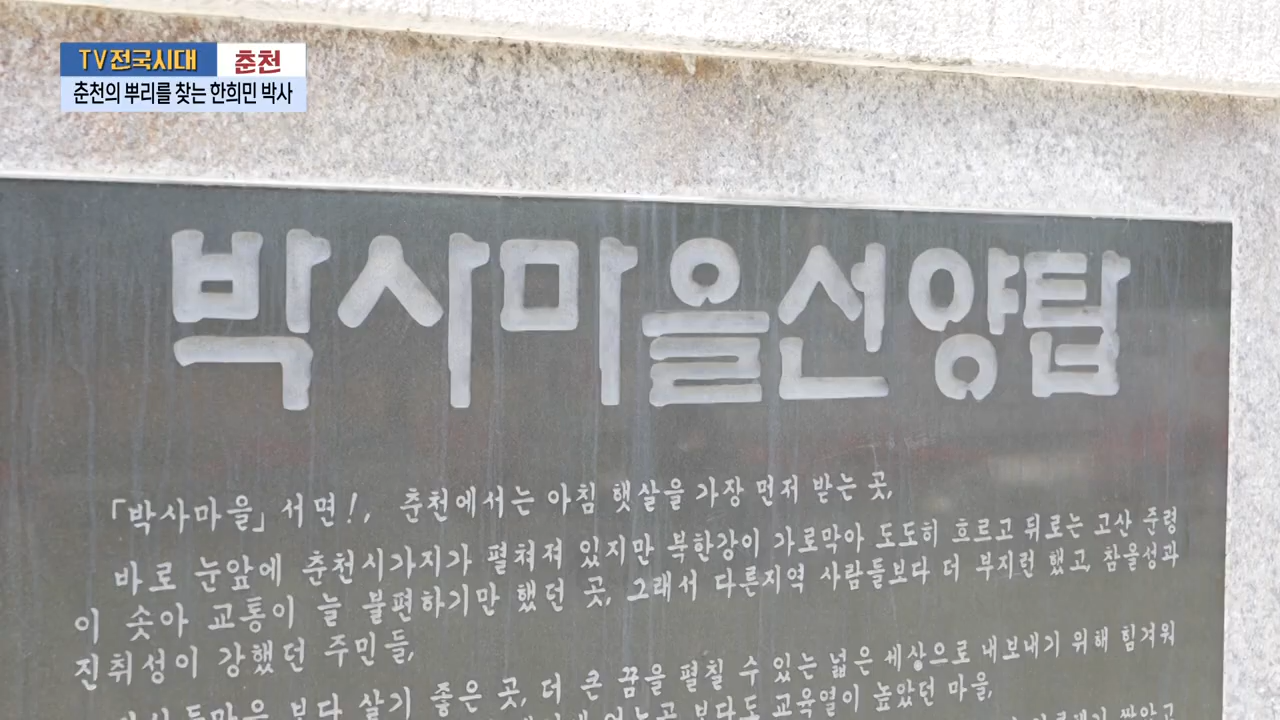 TV전국시대 춘천
춘천의 뿌리를 찾는 한희민 박사
박사마을선양탑
「박사마을」 서면!, 춘천에서는 아침 햇살을 가장 먼저 받는 곳,
바로 눈앞에 춘천시가지가 펼쳐져 있지만 북한강이 가로막아 도도히 흐르고 뒤로는 고산 준령
이 솟아 교통이 늘 불편하기만 했던 곳, 그래서 다른지역 사람들보다 더 부지런 했고, 참을성과
진취성이 강했던 주민들,
보다 살기 좋은 곳, 더 큰 꿈을 펼칠 수 있는 넓은 세상으로 내보내기 위해 힘겨워
보다도 교육열이 높았던 마을,